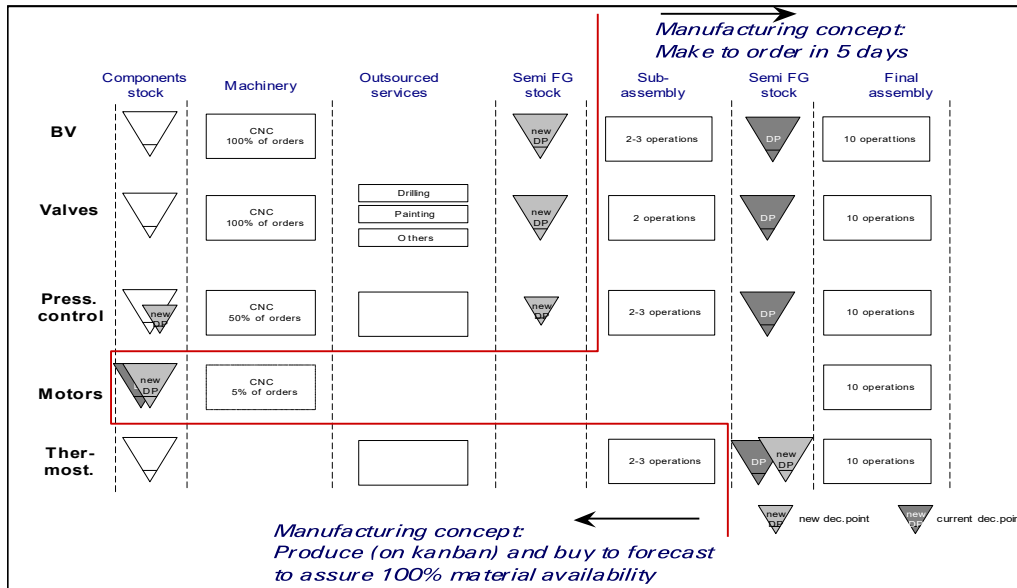 Manufacturing concept:
Make to order in 5 days
Components stock
Machinery
Outsourced services
Semi FG stock
Sub-assembly
Semi FG stock
Final assembly
BV
CNC
100% of orders
new
DP
2-3 operations
DP
10 operattions
Valves
CNC
100% of orders
Drilling
Painting
Others
new
DP
2 operations
DP
10 operations
Press.
control
new
DP
CNC
50% of orders
new
DP
2-3 operations
DP
10 operations
Motors
new
DP
CNC
5% of orders
10 operations
Ther-
most.
2-3 operations
DP
new
DP
10 operations
new
DP
new dec.point
new
DP
current dec.poin
Manufacturing concept:
Produce (on kanban) and buy to forecast
to assure 100% material availability